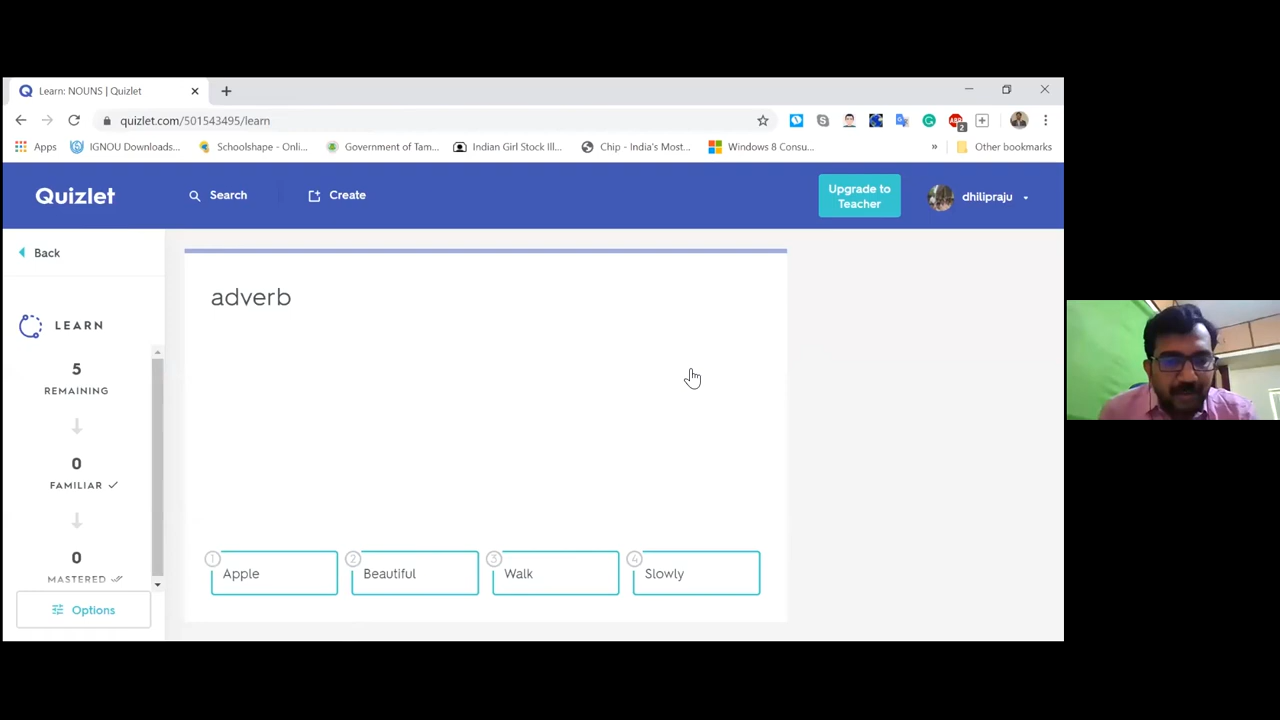 Learn: NOUNS | Quizlet
quizlet.com/501543495/learn
ABP
2
Apps
IGNOU Downloads...
Schoolshape - Onli...
Government of Tam...
Indian Girl Stock Ill...
Chip - India's Most...
Windows 8 Consu...
»
Other bookmarks
Quizlet
Search
Create
Upgrade to
Teacher
dhilipraju
Back
LEARN
5
REMAINING
0
FAMILIAR
0
MASTERED
Options
adverb
1 Apple
2 Beautiful
3 Walk
4 Slowly